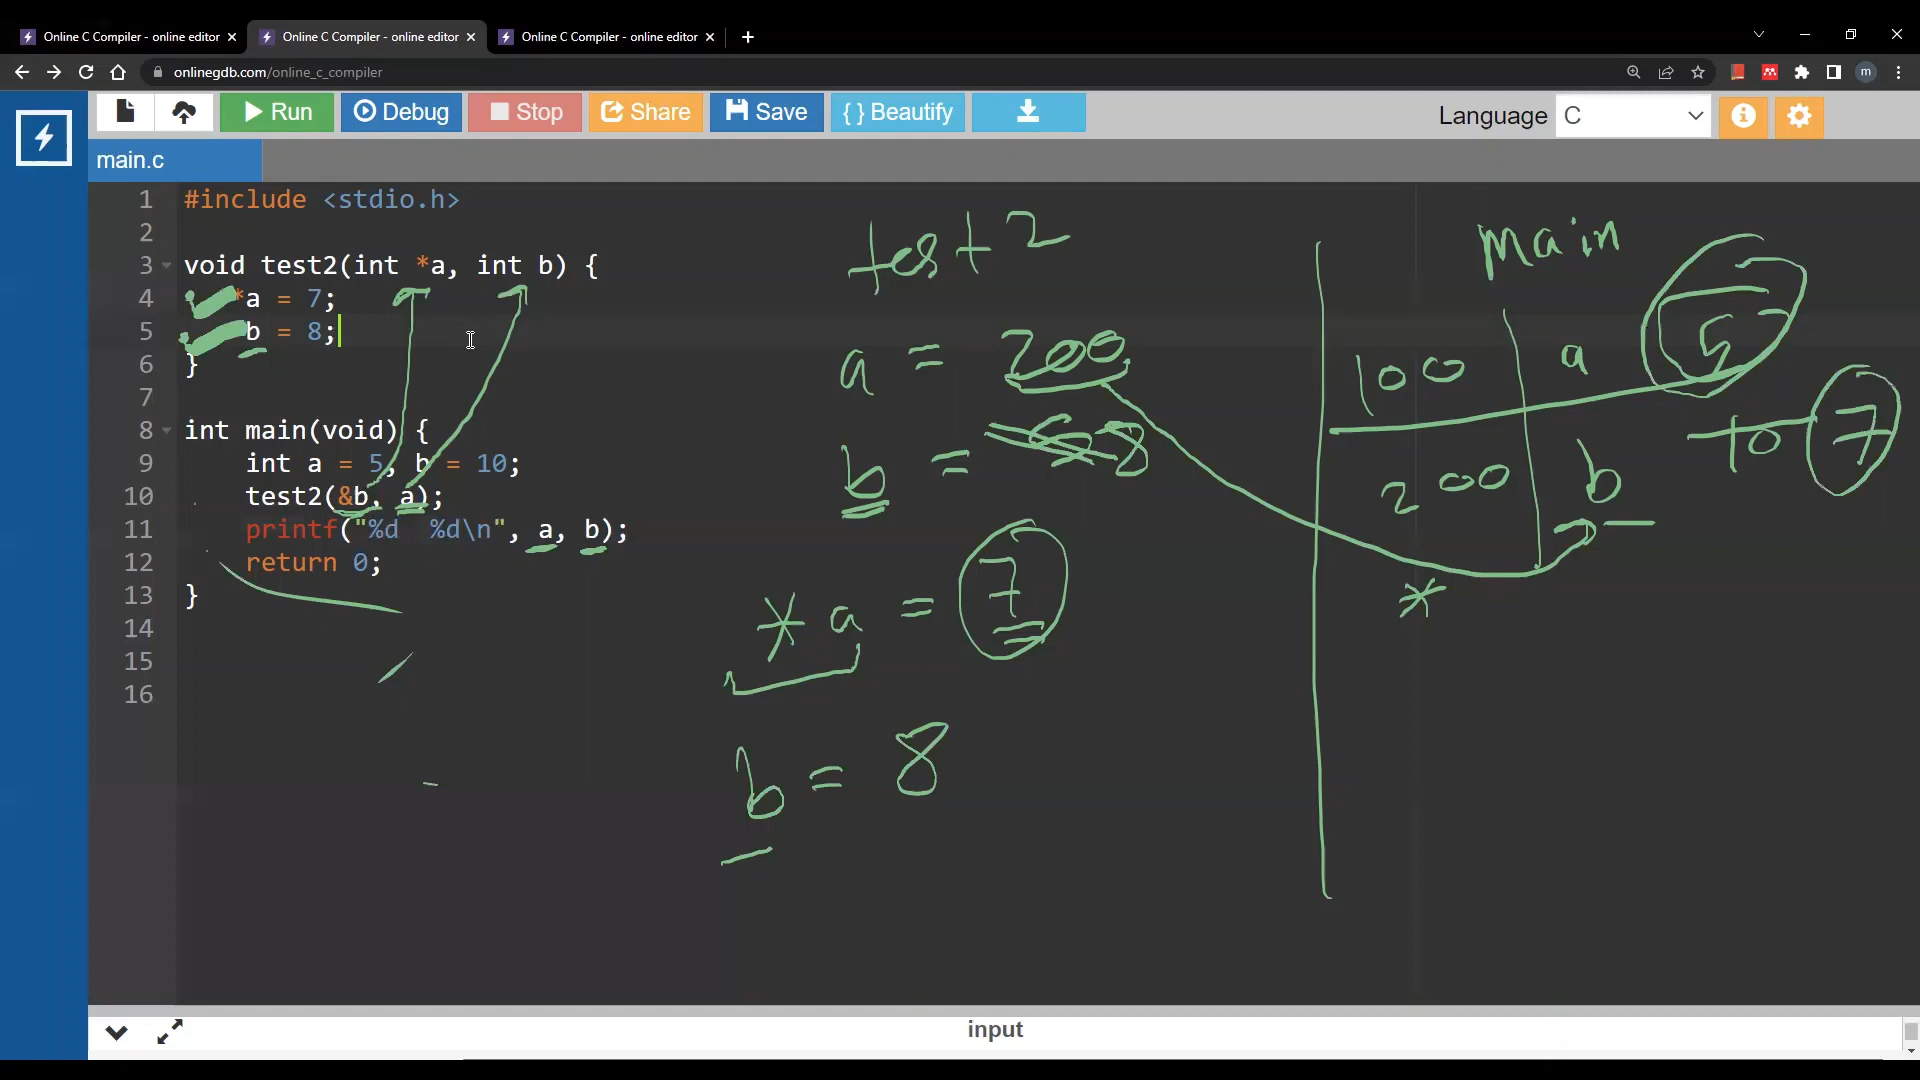 Online C Compiler - online editor
Online C Compiler - online editor
Online C Compiler - online editor
onlinegdb.com/online_c_compiler
m
Run
Debug
Stop
Share
Save
{ } Beautify
Language
C
main.c
1 #include <stdio.h>
2
3 void test2(int *a, int b) {
4 *a = 7;
5 b = 8;
6 }
7
8 int main(void) {
9 int a = 5, b = 10;
10 test2(&b, a);
11 printf("%d  %d\n", a, b);
12 return 0;
13 }
14
15
16
test2
a = 200
b = 8
*a = 7
b = 8
main
100 a 5
200 b 10 7
*
input